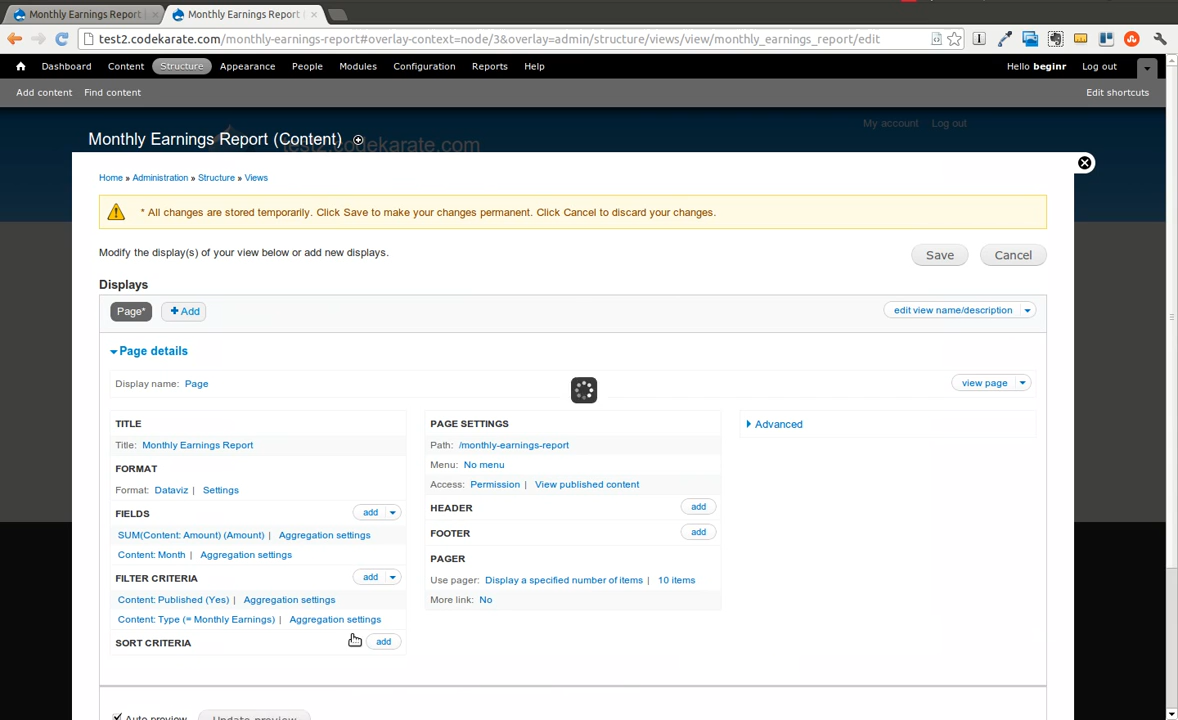 Monthly Earnings Report
Monthly Earnings Report
test2.codekarate.com/monthly-earnings-report#overlay-context=node/3&overlay=admin/structure/views/view/monthly_earnings_report/edit
Dashboard Content Structure Appearance People Modules Configuration Reports Help Hello beginr Log out
Add content Find content Edit shortcuts
My account Log out
Monthly Earnings Report (Content)
test2.codekarate.com
Home » Administration » Structure » Views
* All changes are stored temporarily. Click Save to make your changes permanent. Click Cancel to discard your changes.
Modify the display(s) of your view below or add new displays.
Save Cancel
Displays
Page* + Add edit view name/description
Page details
Display name: Page view page
TITLE
Title: Monthly Earnings Report
FORMAT
Format: Dataviz | Settings
FIELDS add
SUM(Content: Amount) (Amount) | Aggregation settings
Content: Month | Aggregation settings
FILTER CRITERIA add
Content: Published (Yes) | Aggregation settings
Content: Type (= Monthly Earnings) | Aggregation settings
SORT CRITERIA add
PAGE SETTINGS
Path: /monthly-earnings-report
Menu: No menu
Access: Permission | View published content
HEADER add
FOOTER add
PAGER
Use pager: Display a specified number of items | 10 items
More link: No
Advanced
Auto preview Update preview